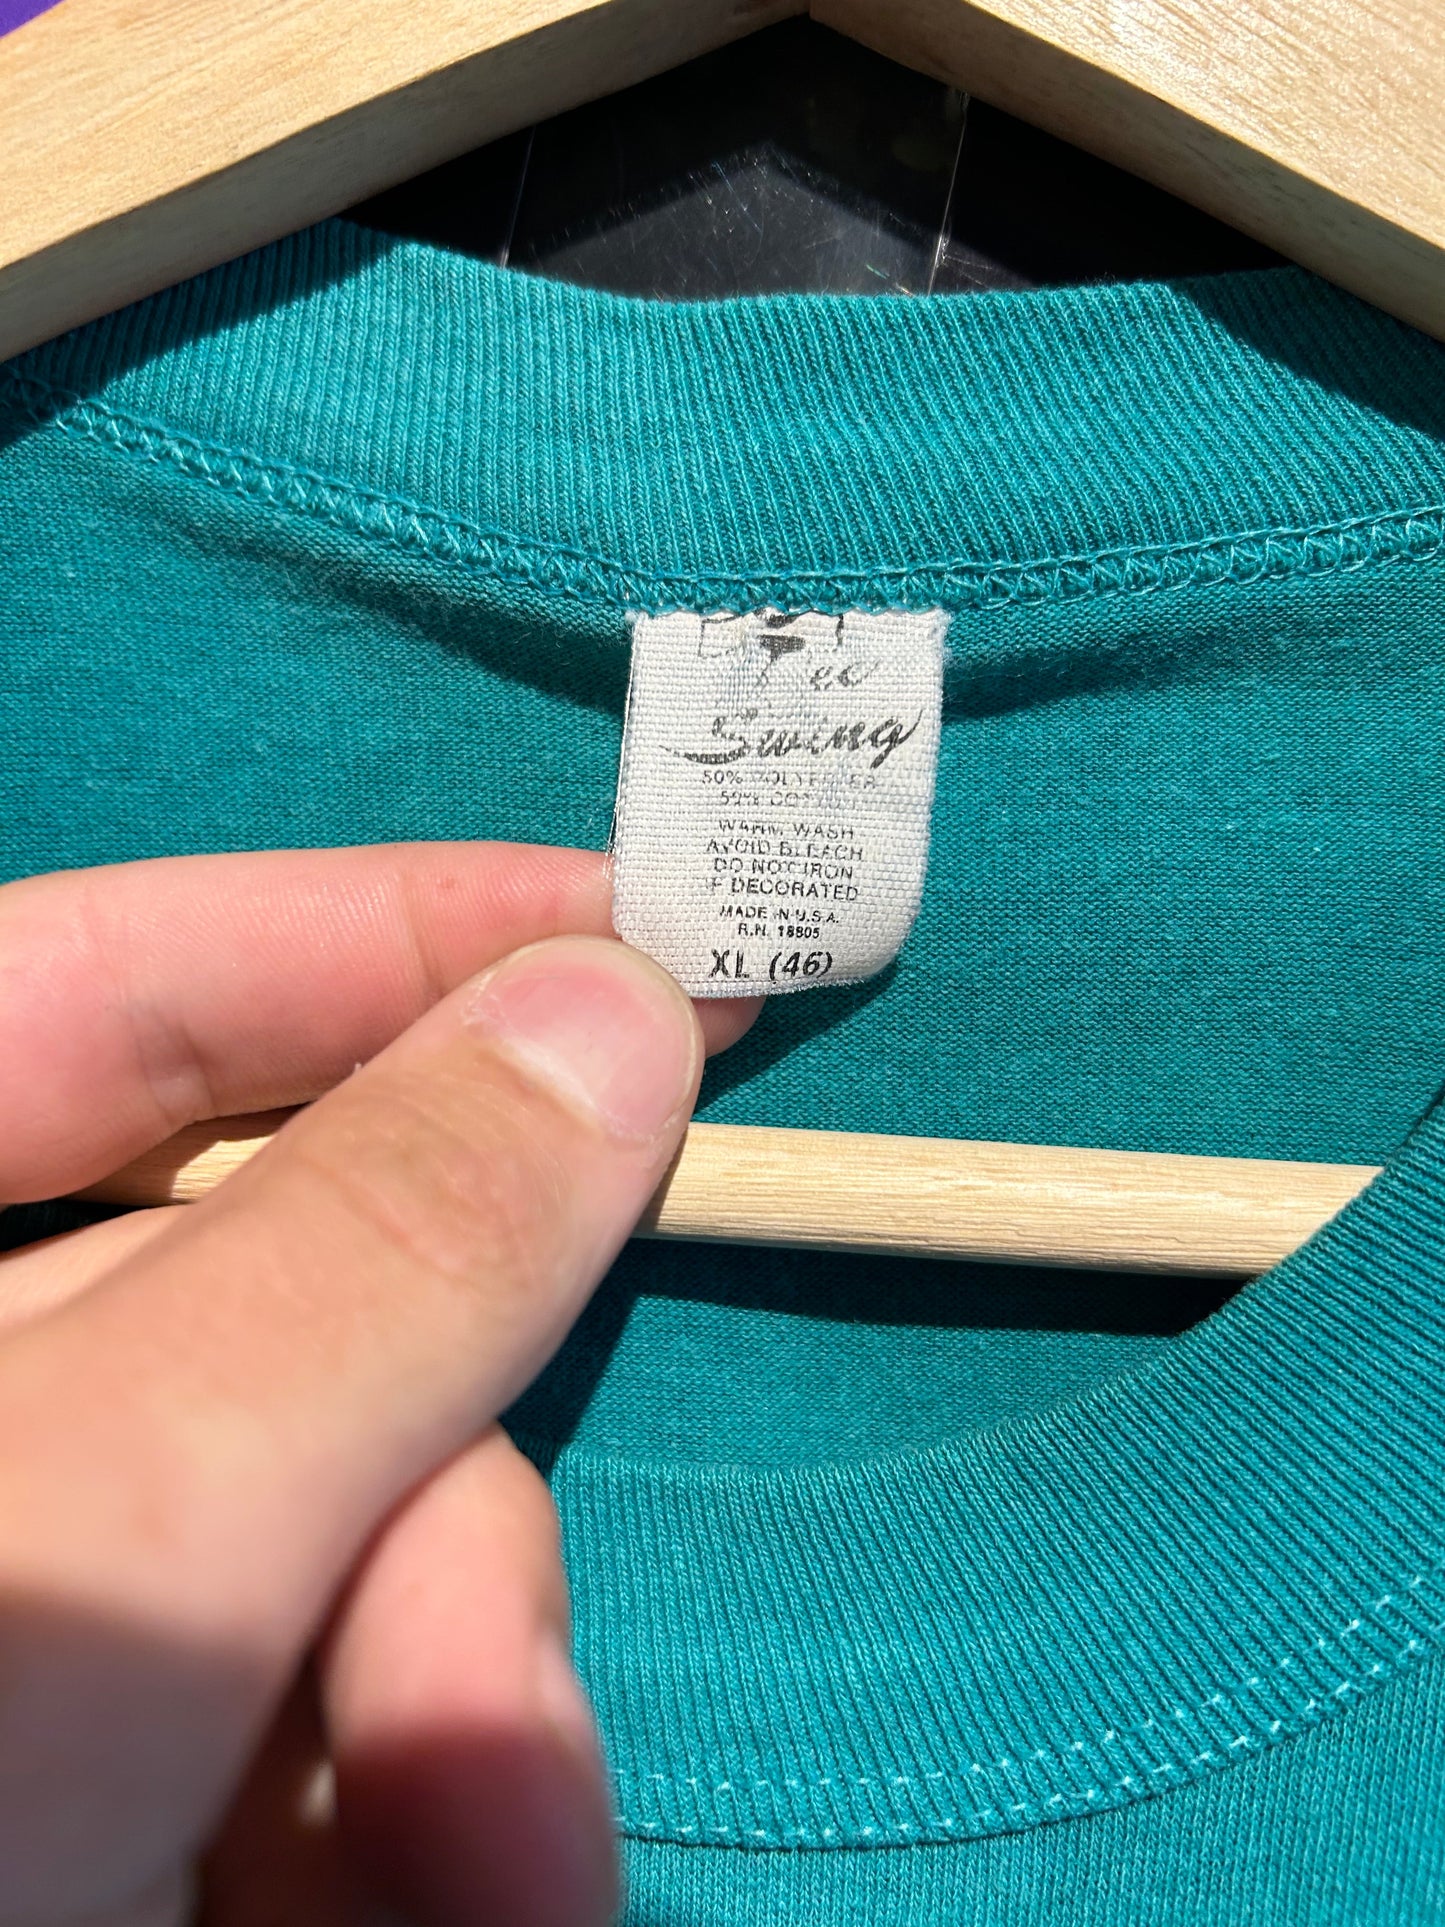 Tee
Swing
50% POLYESTER
50% COTTON
WARM WASH
AVOID BLEACH
DO NOT IRON
IF DECORATED
MADE IN U.S.A.
R.N. 18805
XL (46)